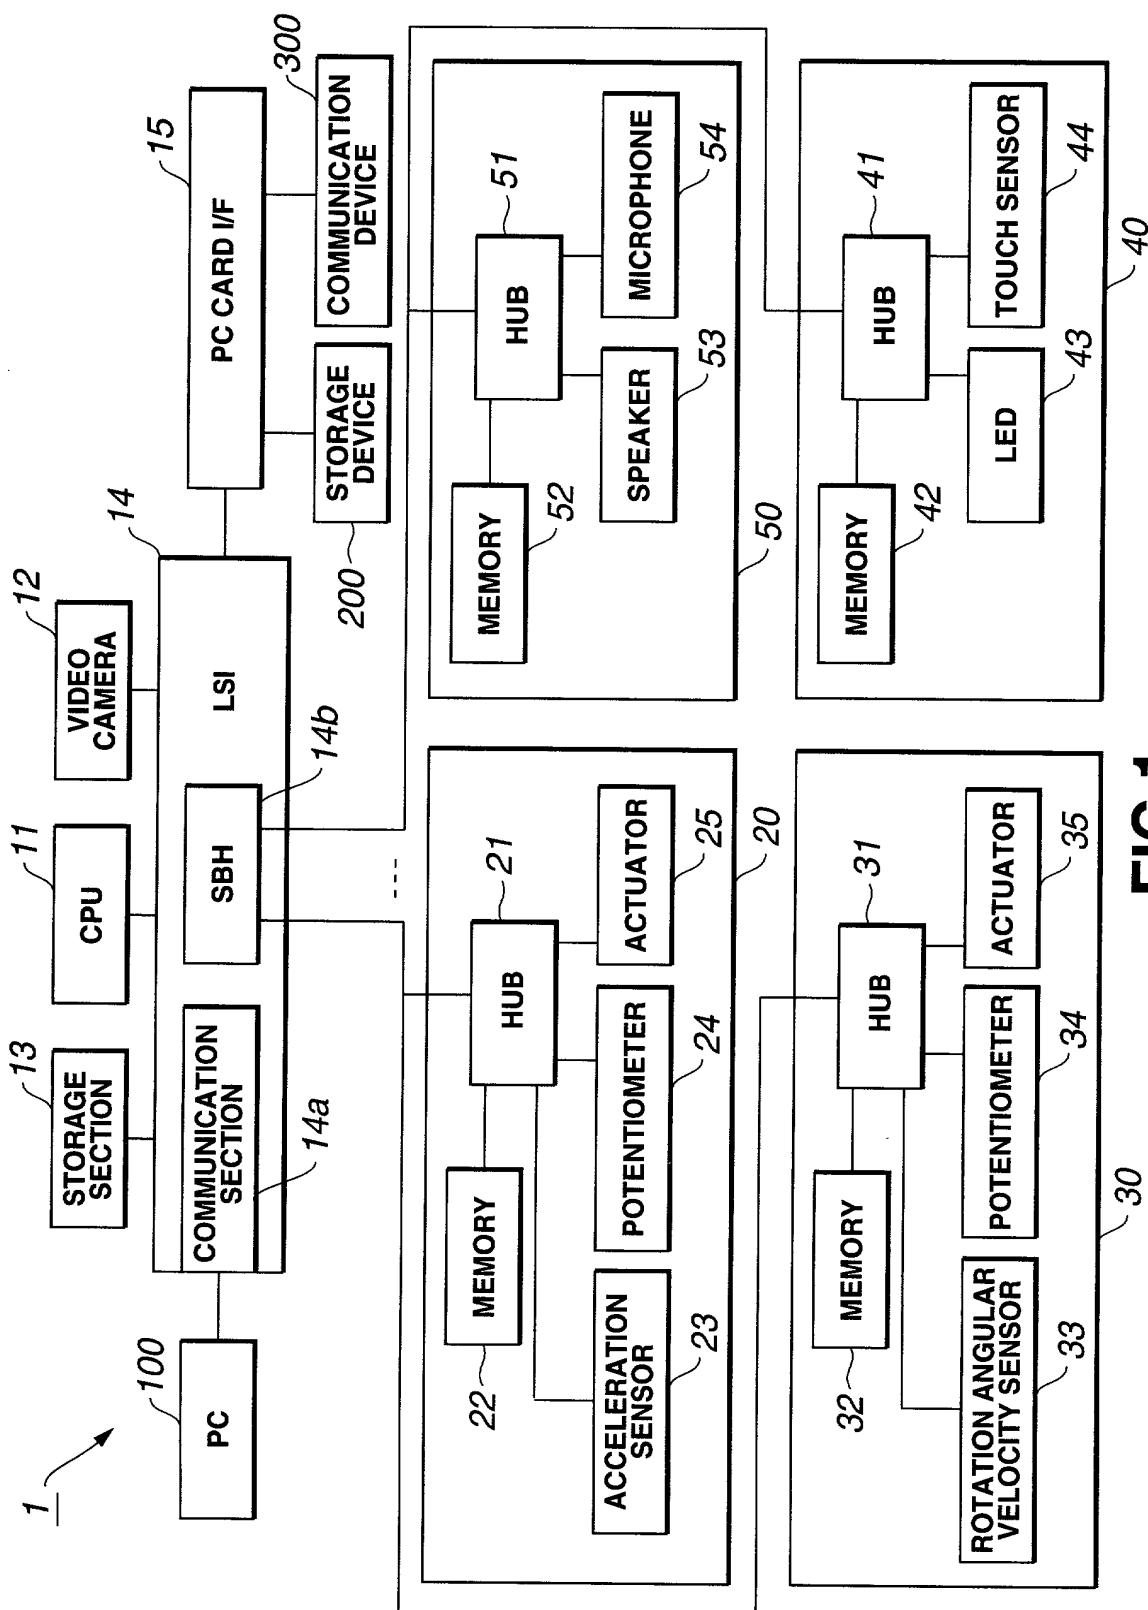 1
100
PC
13
STORAGE
SECTION
11
CPU
12
VIDEO
CAMERA
14
LSI
COMMUNICATION
SECTION
14a
SBH
14b
15
PC CARD I/F
STORAGE
DEVICE
200
COMMUNICATION
DEVICE
300
---
HUB
21
MEMORY
22
ACCELERATION
SENSOR
23
POTENTIOMETER
24
ACTUATOR
25
20
HUB
51
MEMORY
52
SPEAKER
53
MICROPHONE
54
50
HUB
31
MEMORY
32
ROTATION ANGULAR
VELOCITY SENSOR
33
POTENTIOMETER
34
ACTUATOR
35
30
HUB
41
MEMORY
42
LED
43
TOUCH SENSOR
44
40